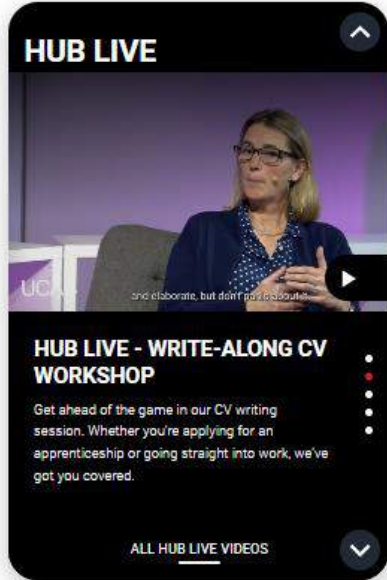 HUB LIVE
UC
and elaborate, but don't panic about it
HUB LIVE - WRITE-ALONG CV
WORKSHOP
Get ahead of the game in our CV writing
session. Whether you're applying for an
apprenticeship or going straight into work, we've
got you covered.
ALL HUB LIVE VIDEOS